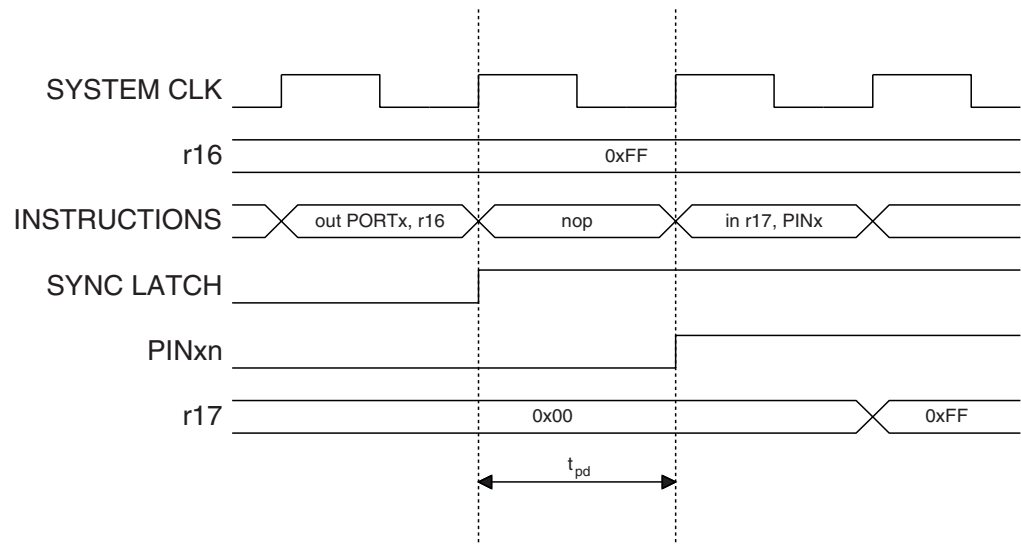 SYSTEM CLK
r16
0xFF
INSTRUCTIONS
out PORTx, r16
nop
in r17, PINx
SYNC LATCH
PINxn
r17
0x00
0xFF
tpd